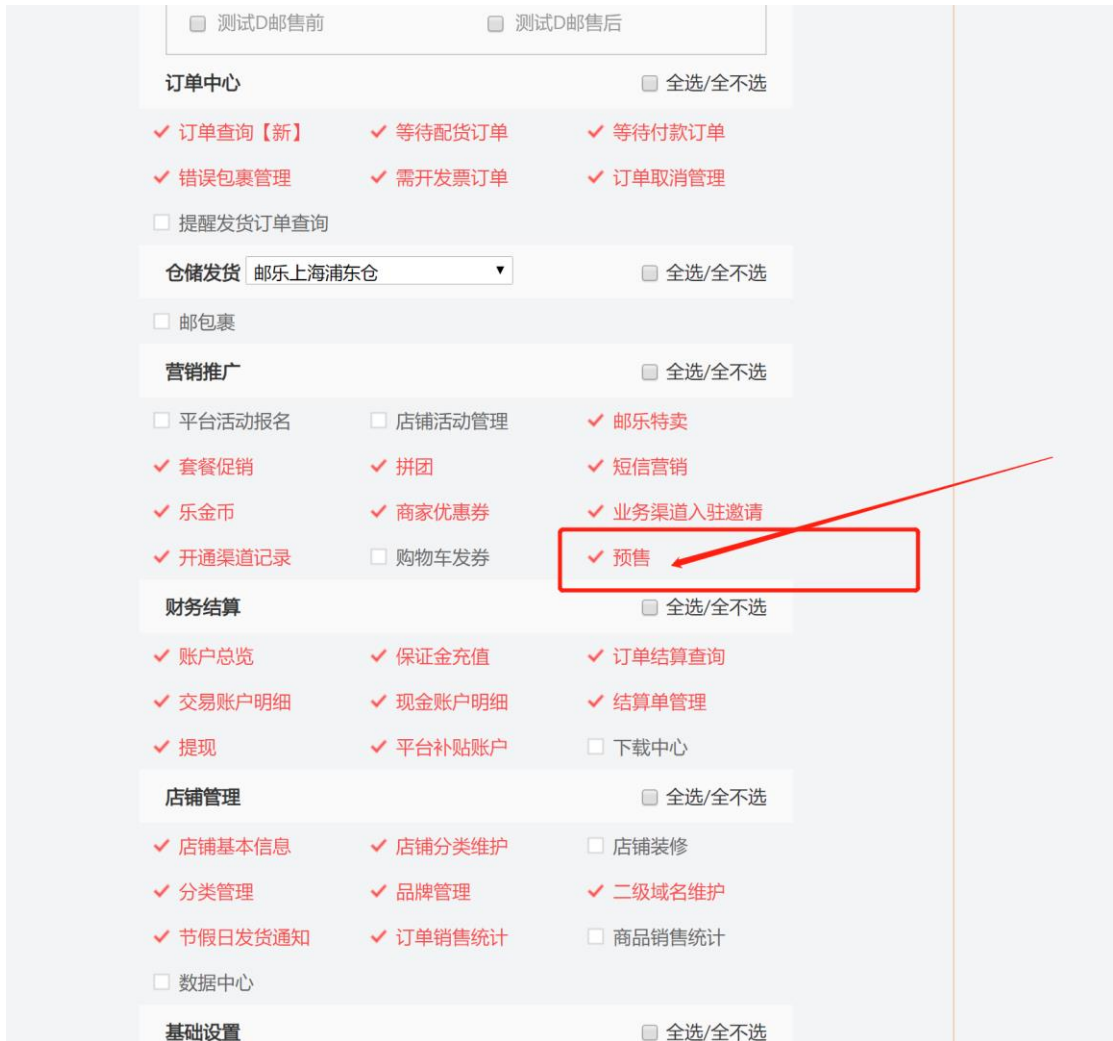 测试D邮售前 测试D邮售后
订单中心 全选/全不选
订单查询【新】 等待配货订单 等待付款订单
错误包裹管理 需开发票订单 订单取消管理
提醒发货订单查询
仓储发货 邮乐上海浦东仓 全选/全不选
邮包裹
营销推广 全选/全不选
平台活动报名 店铺活动管理 邮乐特卖
套餐促销 拼团 短信营销
乐金币 商家优惠券 业务渠道入驻邀请
开通渠道记录 购物车发券 预售
财务结算 全选/全不选
账户总览 保证金充值 订单结算查询
交易账户明细 现金账户明细 结算单管理
提现 平台补贴账户 下载中心
店铺管理 全选/全不选
店铺基本信息 店铺分类维护 店铺装修
分类管理 品牌管理 二级域名维护
节假日发货通知 订单销售统计 商品销售统计
数据中心
基础设置 全选/全不选